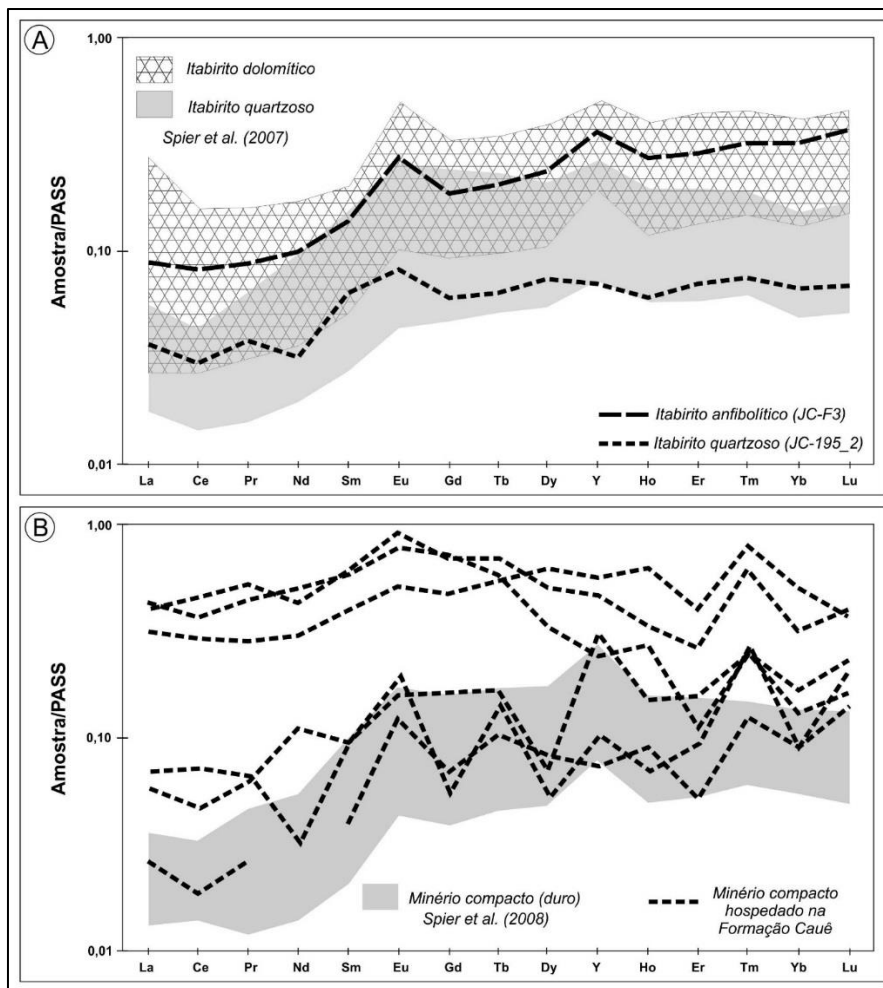 A
1,00
Itabirito dolomítico
Itabirito quartzoso
Spier et al. (2007)
Amostra/PASS
0,10
Itabirito anfibolítico (JC-F3)
Itabirito quartzoso (JC-195_2)
0,01
La Ce Pr Nd Sm Eu Gd Tb Dy Y Ho Er Tm Yb Lu
B
1,00
Amostra/PASS
0,10
Minério compacto (duro)
Spier et al. (2008)
Minério compacto
hospedado na
Formação Cauê
0,01
La Ce Pr Nd Sm Eu Gd Tb Dy Y Ho Er Tm Yb Lu